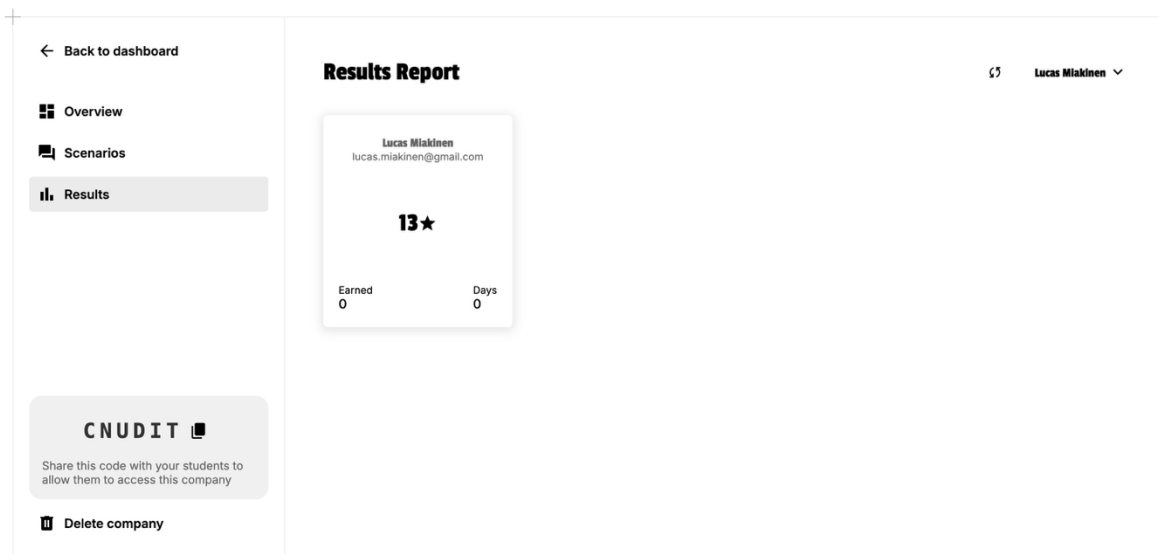 Back to dashboard
Overview
Scenarios
Results
CNUDIT
Share this code with your students to
allow them to access this company
Delete company
Results Report
Lucas Miakinen
Lucas Miakinen
lucas.miakinen@gmail.com
13★
Earned
0
Days
0